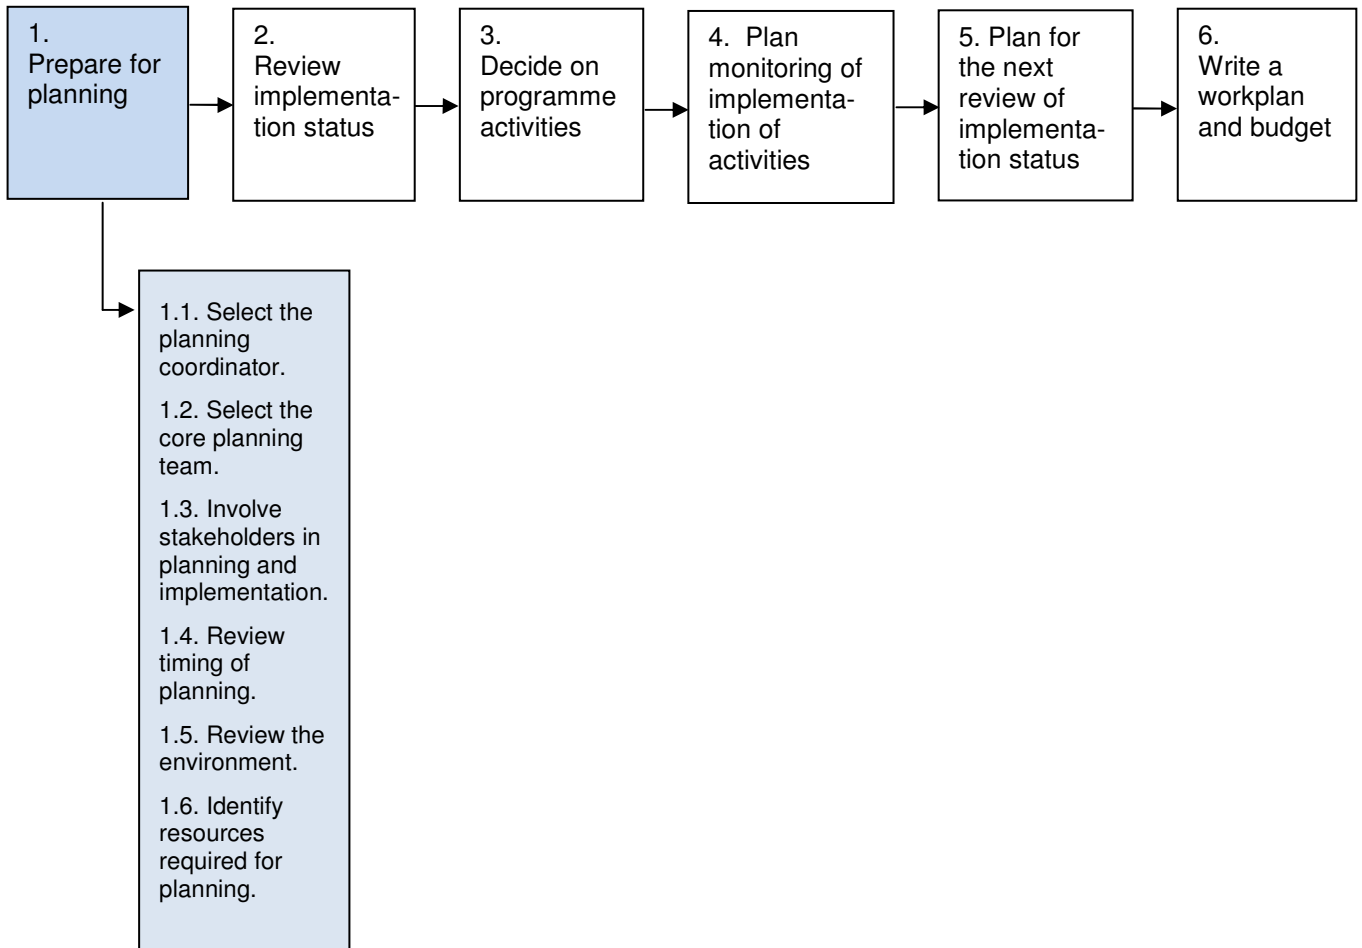 1.
Prepare for
planning
2.
Review
implementa-
tion status
3.
Decide on
programme
activities
4. Plan
monitoring of
implementa-
tion of
activities
5. Plan for
the next
review of
implementa-
tion status
6.
Write a
workplan
and budget
1.1. Select the
planning
coordinator.
1.2. Select the
core planning
team.
1.3. Involve
stakeholders in
planning and
implementation.
1.4. Review
timing of
planning.
1.5. Review the
environment.
1.6. Identify
resources
required for
planning.